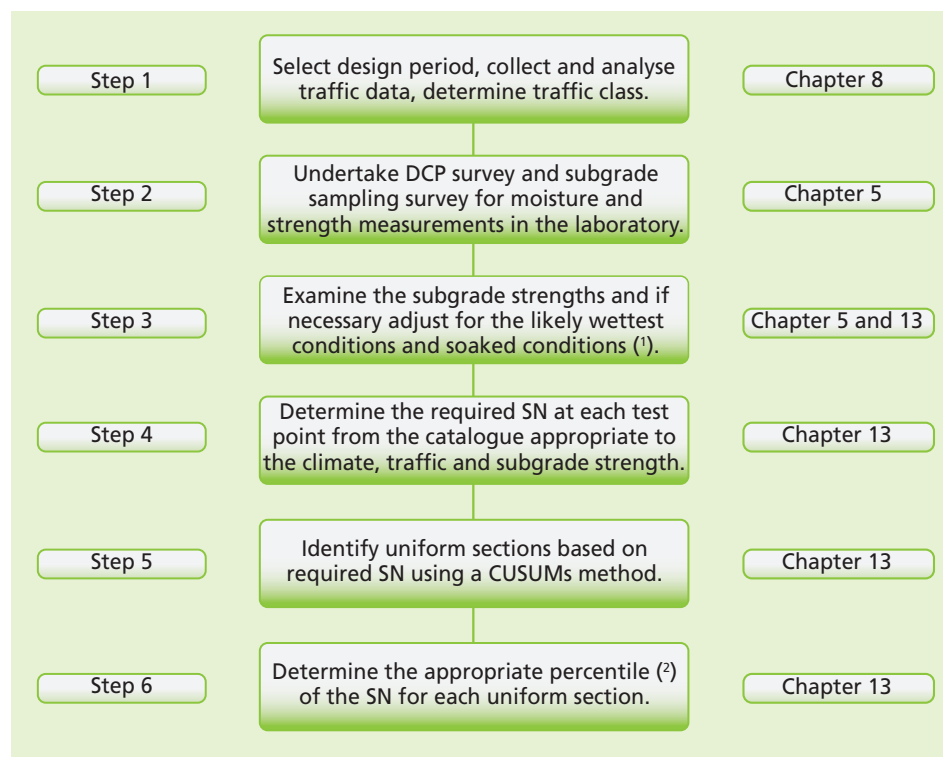 Step 1
Select design period, collect and analyse
traffic data, determine traffic class.
Chapter 8
Step 2
Undertake DCP survey and subgrade
sampling survey for moisture and
strength measurements in the laboratory.
Chapter 5
Step 3
Examine the subgrade strengths and if
necessary adjust for the likely wettest
conditions and soaked conditions (¹).
Chapter 5 and 13
Step 4
Determine the required SN at each test
point from the catalogue appropriate to
the climate, traffic and subgrade strength.
Chapter 13
Step 5
Identify uniform sections based on
required SN using a CUSUMs method.
Chapter 13
Step 6
Determine the appropriate percentile (²)
of the SN for each uniform section.
Chapter 13